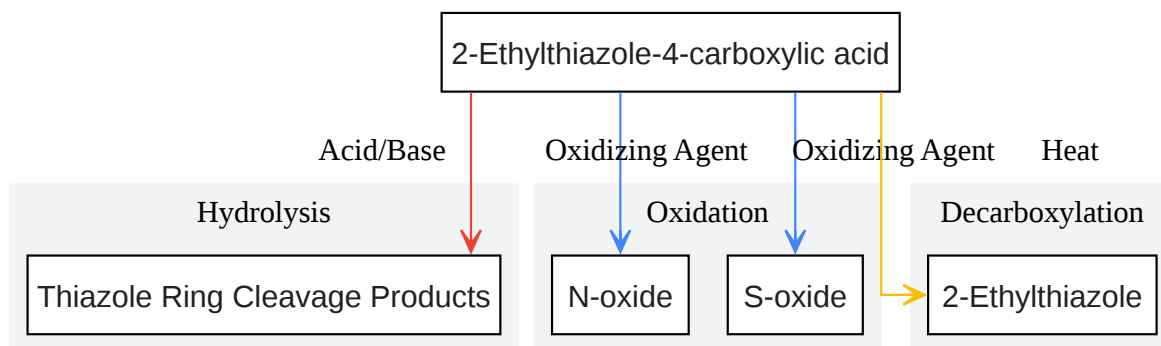 2-Ethylthiazole-4-carboxylic acid
Acid/Base
Oxidizing Agent
Oxidizing Agent
Heat
Hydrolysis
Oxidation
Decarboxylation
Thiazole Ring Cleavage Products
N-oxide
S-oxide
2-Ethylthiazole